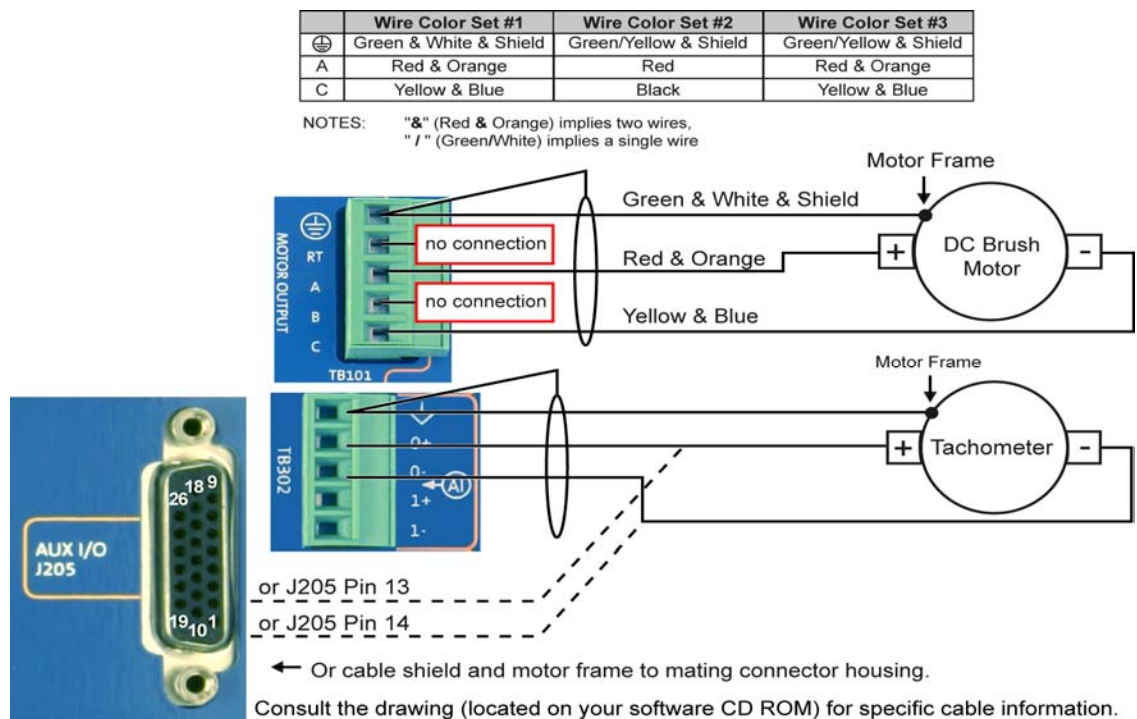 Wire Color Set #1 Wire Color Set #2 Wire Color Set #3
Green & White & Shield Green/Yellow & Shield Green/Yellow & Shield
A Red & Orange Red Red & Orange
C Yellow & Blue Black Yellow & Blue
NOTES: "&" (Red & Orange) implies two wires,
" / " (Green/White) implies a single wire
Motor Frame
Green & White & Shield
no connection
RT
MOTOR OUTPUT
Red & Orange
+
DC Brush
Motor
-
A
no connection
B
Yellow & Blue
C
TB101
Motor Frame
TB302
0+
+
Tachometer
-
0-
AI
1+
1-
18 9
26
AUX I/O
J205
or J205 Pin 13
19 10 1
or J205 Pin 14
Or cable shield and motor frame to mating connector housing.
Consult the drawing (located on your software CD ROM) for specific cable information.